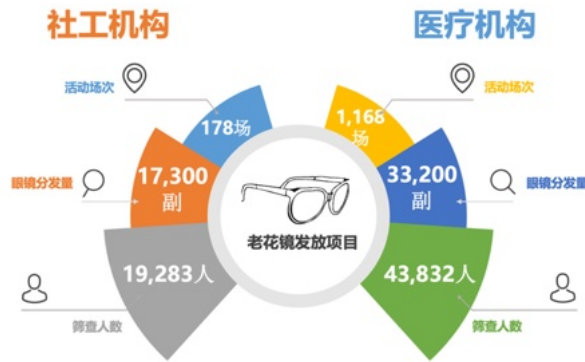 社工机构
医疗机构
活动场次
活动场次
178场
1,168
场
眼镜分发量
17,300
副
33,200
副
眼镜分发量
老花镜发放项目
19,283人
43,832人
筛查人数
筛查人数